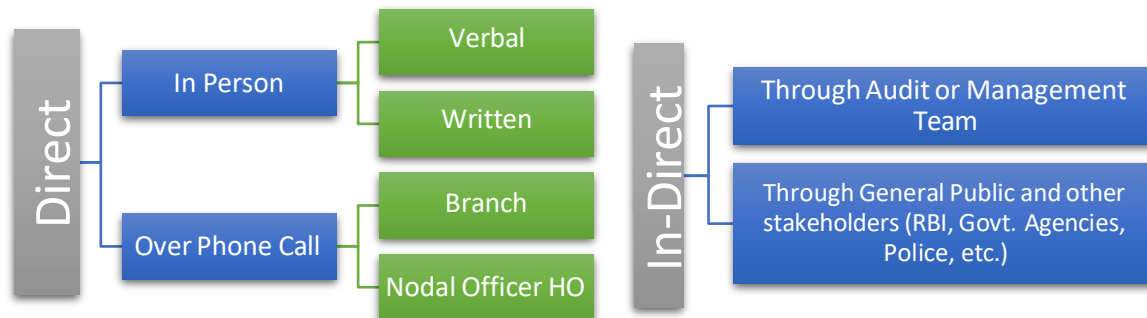 Direct
In Person
Verbal
Written
Over Phone Call
Branch
Nodal Officer HO
In-Direct
Through Audit or Management
Team
Through General Public and other
stakeholders (RBI, Govt. Agencies,
Police, etc.)